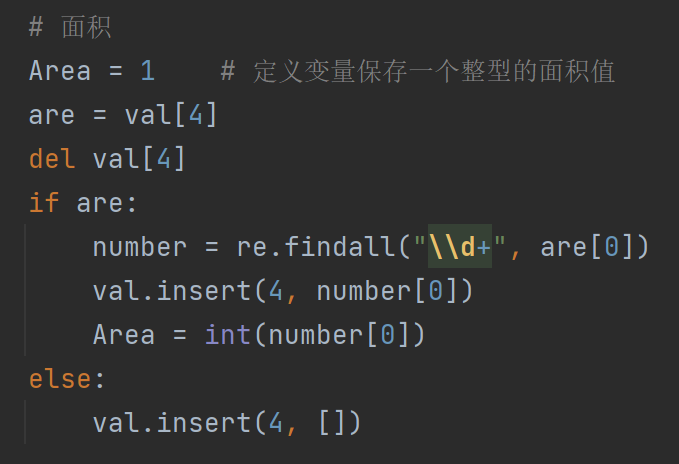 # 面积
Area = 1    # 定义变量保存一个整型的面积值
are = val[4]
del val[4]
if are:
    number = re.findall("\\d+", are[0])
    val.insert(4, number[0])
    Area = int(number[0])
else:
    val.insert(4, [])